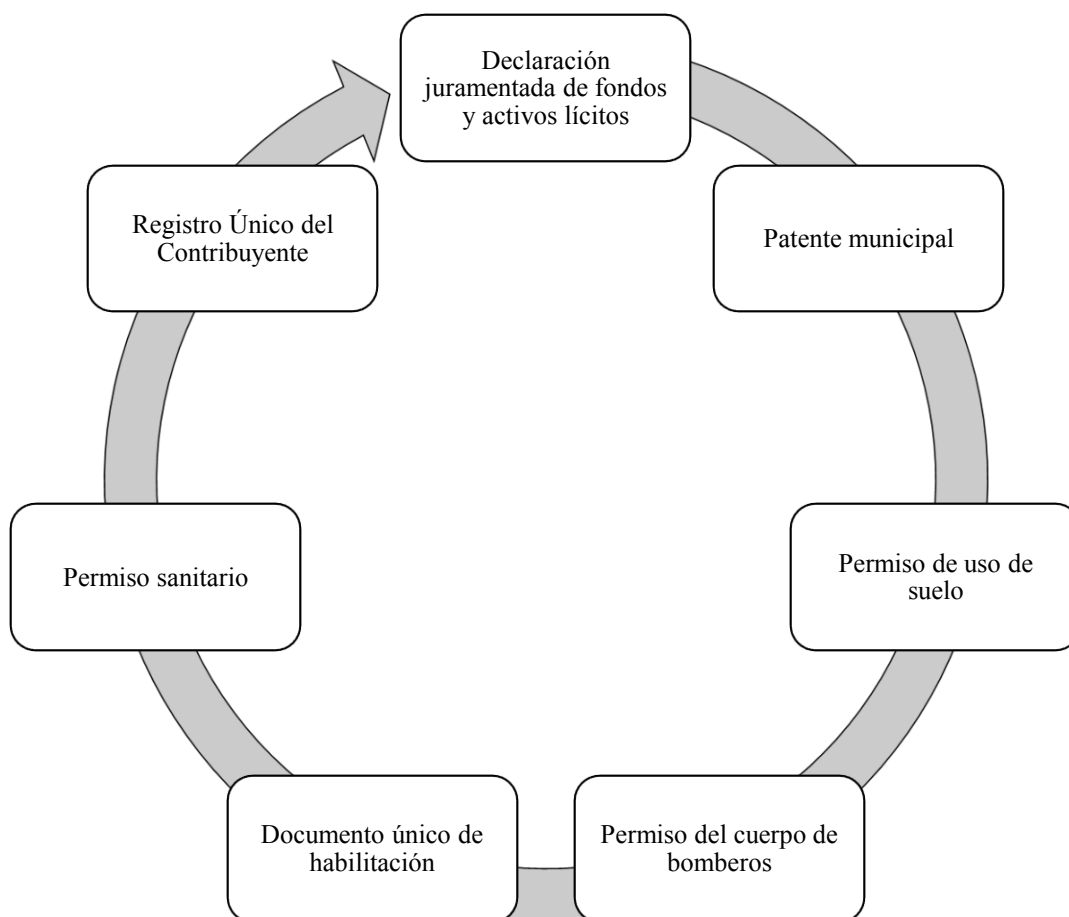 Declaración
juramentada de fondos
y activos lícitos
Patente municipal
Permiso de uso de
suelo
Permiso del cuerpo de
bomberos
Documento único de
habilitación
Permiso sanitario
Registro Único del
Contribuyente